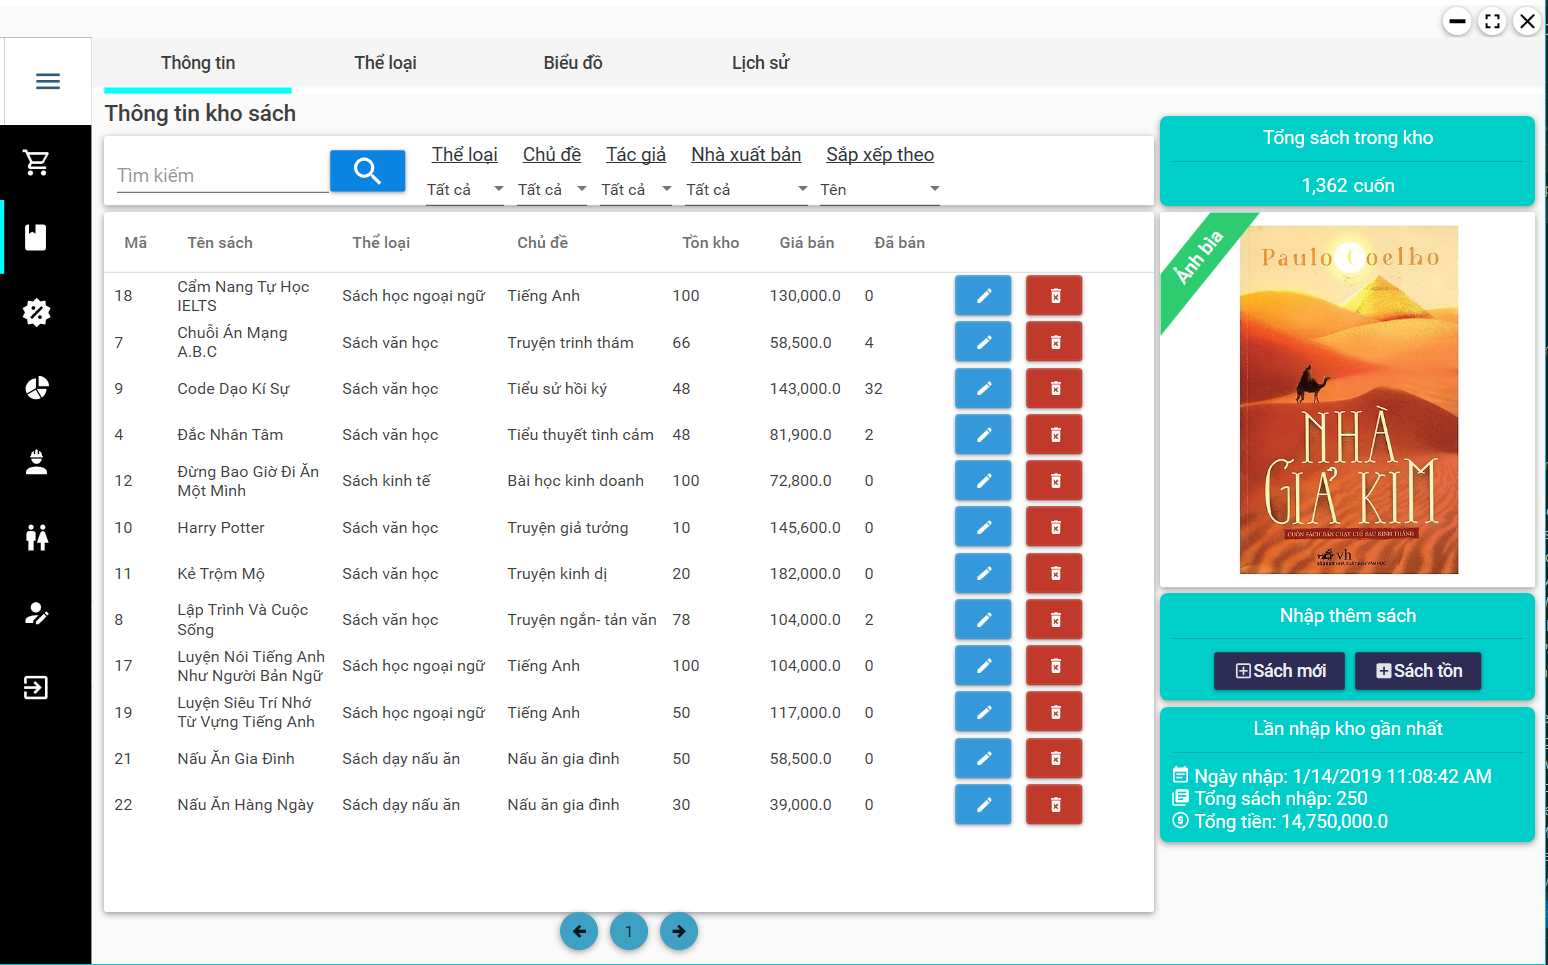 Thông tin
Thể loại
Biểu đồ
Lịch sử
Thông tin kho sách
Tìm kiếm
Thể loại
Chủ đề
Tác giả
Nhà xuất bản
Sắp xếp theo
Tất cả
Tất cả
Tất cả
Tất cả
Tên
Mã Tên sách Thể loại Chủ đề Tồn kho Giá bán Đã bán
18 Cẩm Nang Tự Học IELTS Sách học ngoại ngữ Tiếng Anh 100 130,000.0 0
7 Chuỗi Án Mạng A.B.C Sách văn học Truyện trinh thám 66 58,500.0 4
9 Code Dạo Kí Sự Sách văn học Tiểu sử hồi ký 48 143,000.0 32
4 Đắc Nhân Tâm Sách văn học Tiểu thuyết tình cảm 48 81,900.0 2
12 Đừng Bao Giờ Đi Ăn Một Mình Sách kinh tế Bài học kinh doanh 100 72,800.0 0
10 Harry Potter Sách văn học Truyện giả tưởng 10 145,600.0 0
11 Kẻ Trộm Mộ Sách văn học Truyện kinh dị 20 182,000.0 0
8 Lập Trình Và Cuộc Sống Sách văn học Truyện ngắn- tản văn 78 104,000.0 2
17 Luyện Nói Tiếng Anh Như Người Bản Ngữ Sách học ngoại ngữ Tiếng Anh 100 104,000.0 0
19 Luyện Siêu Trí Nhớ Từ Vựng Tiếng Anh Sách học ngoại ngữ Tiếng Anh 50 117,000.0 0
21 Nấu Ăn Gia Đình Sách dạy nấu ăn Nấu ăn gia đình 50 58,500.0 0
22 Nấu Ăn Hàng Ngày Sách dạy nấu ăn Nấu ăn gia đình 30 39,000.0 0
1
Tổng sách trong kho
1,362 cuốn
Ảnh bìa
Paulo Coelho
NHÀ
GIẢ KIM
CUỐN SÁCH BÁN CHẠY CHỈ SAU KINH THÁNH
Nhập thêm sách
Sách mới
Sách tồn
Lần nhập kho gần nhất
Ngày nhập: 1/14/2019 11:08:42 AM
Tổng sách nhập: 250
Tổng tiền: 14,750,000.0